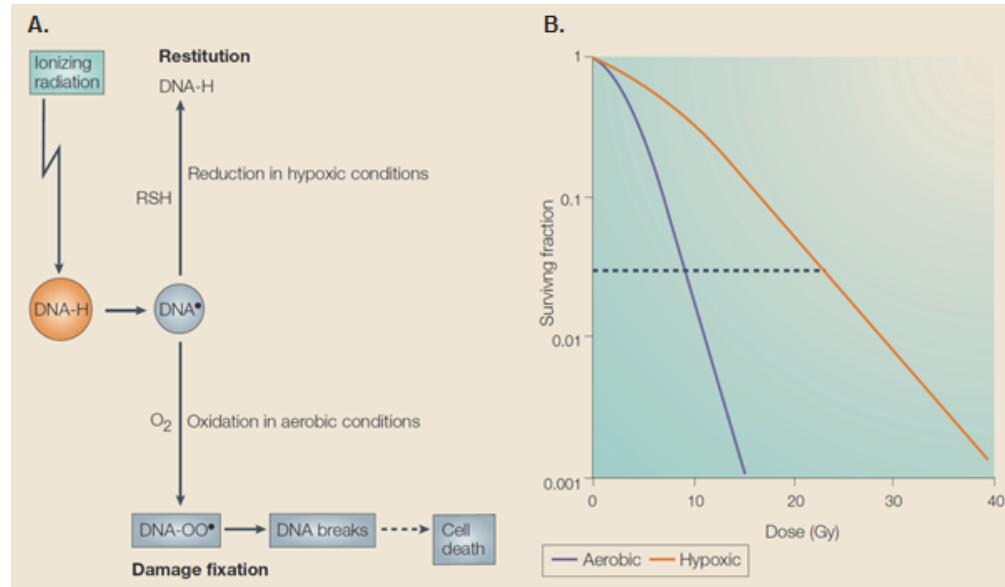 A.
Ionizing
radiation
Restitution
DNA-H
Reduction in hypoxic conditions
RSH
DNA-H
DNA•
O2
Oxidation in aerobic conditions
DNA-OO•
DNA breaks
Cell
death
Damage fixation
B.
1
0.1
0.01
0.001
Survivng fraction
0
10
20
30
40
Dose (Gy)
Aerobic
Hypoxic